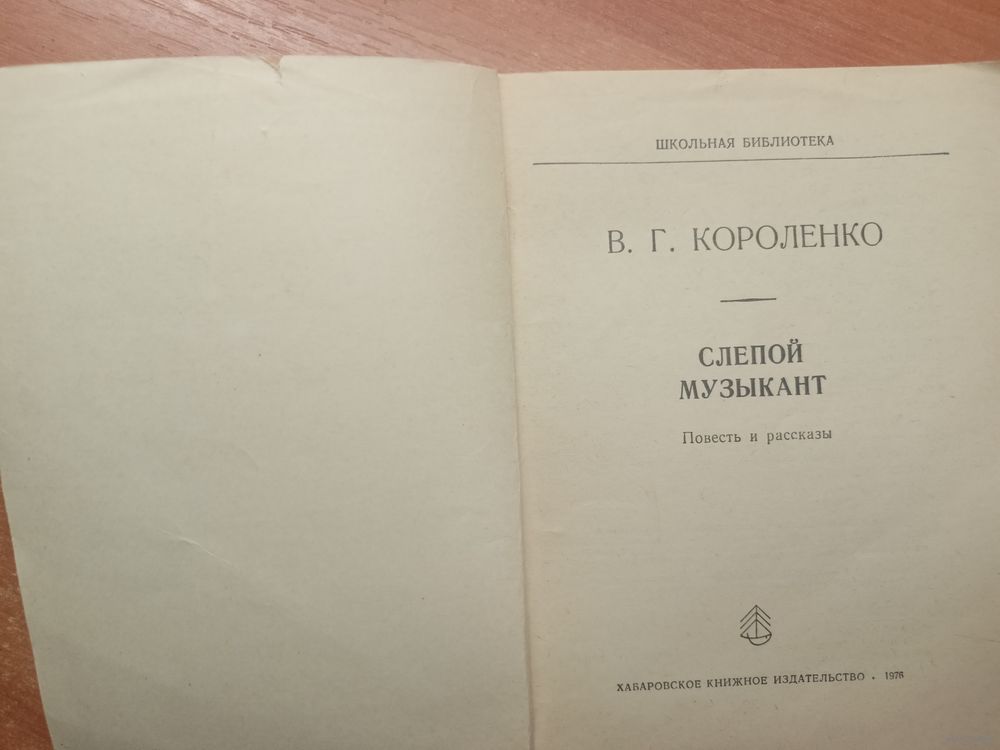 ШКОЛЬНАЯ БИБЛИОТЕКА
В. Г. КОРОЛЕНКО
СЛЕПОЙ
МУЗЫКАНТ
Повесть и рассказы
ХАБАРОВСКОЕ КНИЖНОЕ ИЗДАТЕЛЬСТВО . 1976